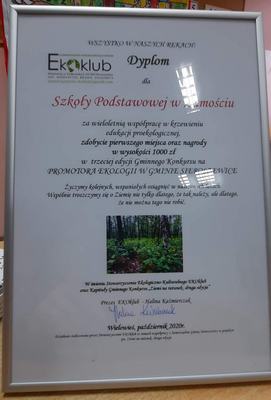 WSZYSTKO W NASZYCH RĘKACH!
EkOklub
Dyplom
dla
Szkoły Podstawowej w
za wieloletnią współpracę w krzewieniu
edukacji proekologicznej,
zdobycie pierwszego miejsca oraz nagrody
w wysokości 1000 zł
w trzeciej edycji Gminnego Konkursu na
PROMOTORA EKOLOGII W GMINIE
Życzymy kolejnych, wspaniałych osiągnięć w
Wspólnie troszczymy się o Ziemię nie tylko dlatego, że tak należy, ale dlatego,
że nie można tego nie robić.
W imieniu Stowarzyszenia Ekologiczno Kulturalnego EKOklub
oraz Kapituły Gminnego Konkursu „Ziemi na ratunek, druga edycja"
Prezes EKOklub - Halina Kaźmierczak
Wielowieś, październik 2020r.